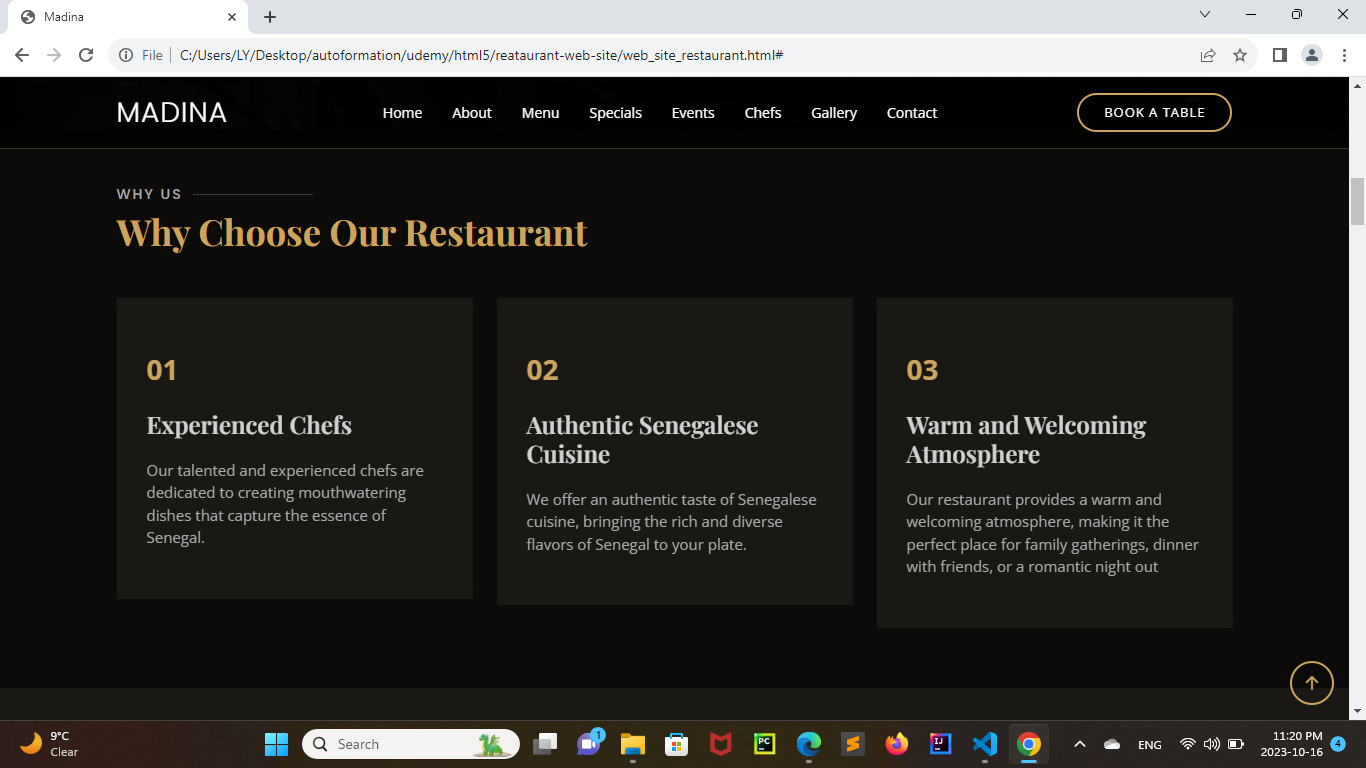 Madina
File
C:/Users/LY/Desktop/autoformation/udemy/html5/reataurant-web-site/web_site_restaurant.html#
MADINA
Home About Menu Specials Events Chefs Gallery Contact
BOOK A TABLE
WHY US
Why Choose Our Restaurant
01
Experienced Chefs
Our talented and experienced chefs are
dedicated to creating mouthwatering
dishes that capture the essence of
Senegal.
02
Authentic Senegalese
Cuisine
We offer an authentic taste of Senegalese
cuisine, bringing the rich and diverse
flavors of Senegal to your plate.
03
Warm and Welcoming
Atmosphere
Our restaurant provides a warm and
welcoming atmosphere, making it the
perfect place for family gatherings, dinner
with friends, or a romantic night out
9°C
Clear
Search
1
PC
IJ
ENG
11:20 PM
2023-10-16
4